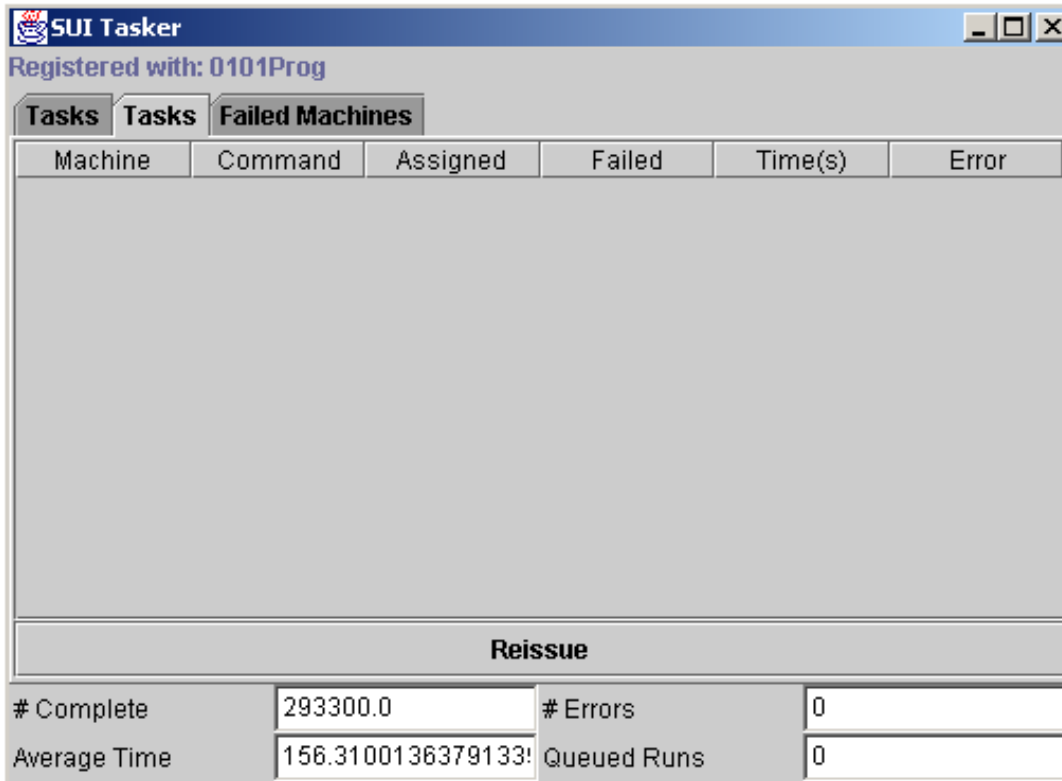 SUI Tasker
Registered with: 0101Prog
Tasks Tasks Failed Machines
Machine Command Assigned Failed Time(s) Error
Reissue
# Complete 293300.0 # Errors 0
Average Time 156.310013637913 Queued Runs 0